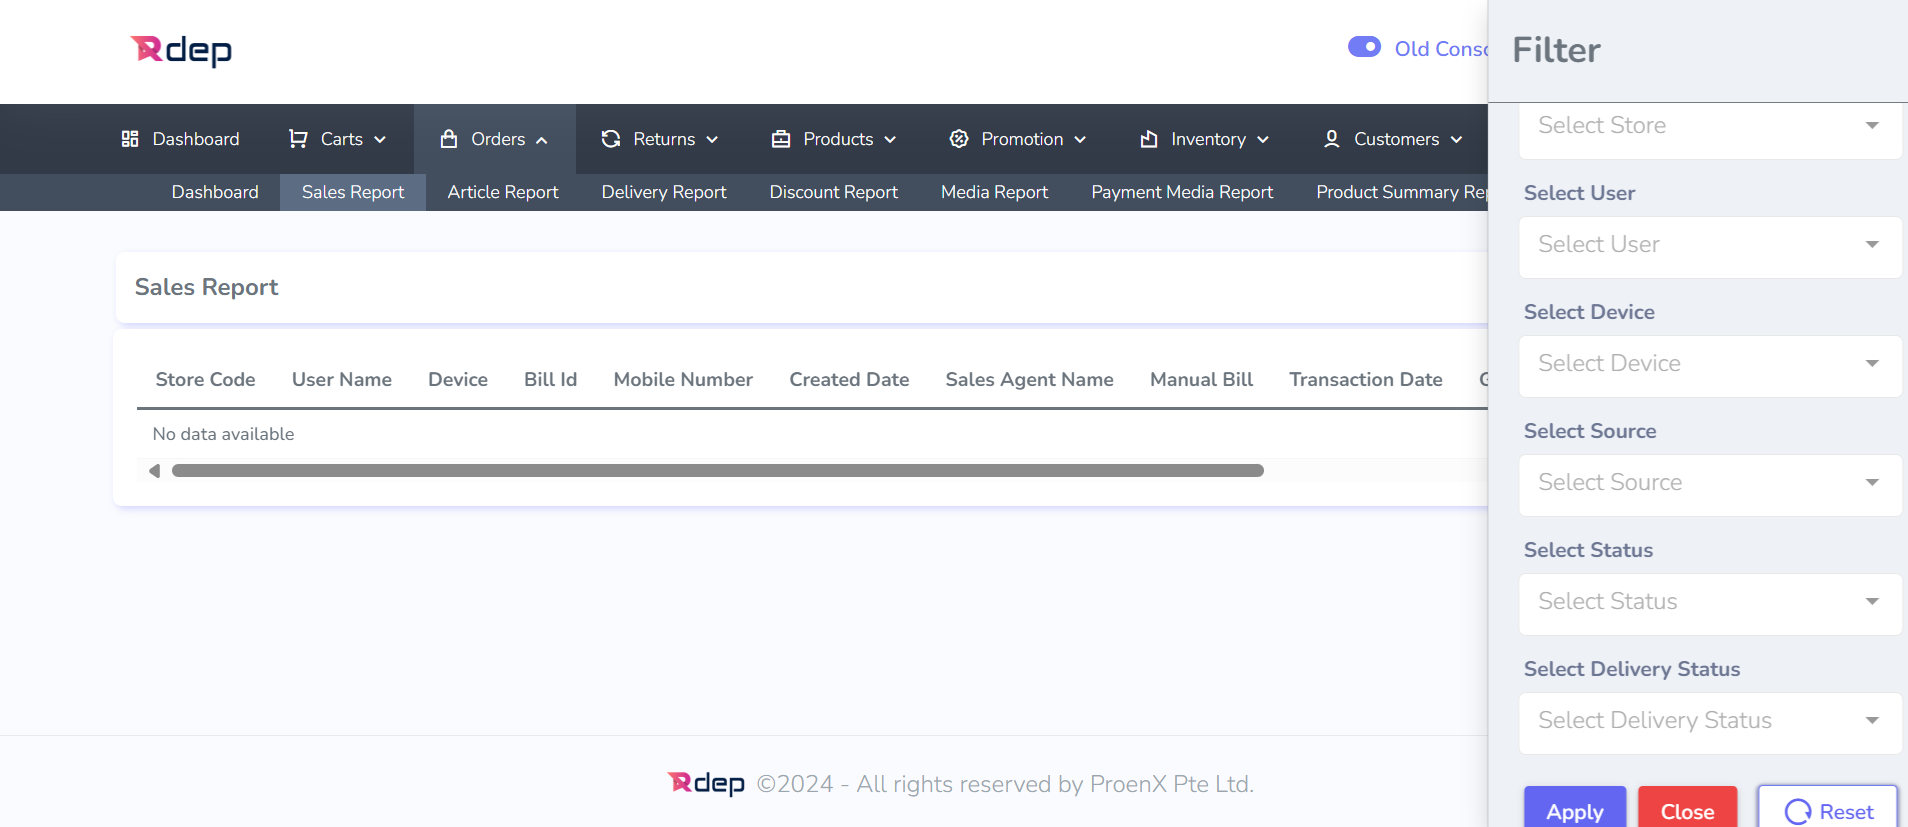 Rdep
Old Conso
Dashboard
Carts
Orders
Returns
Products
Promotion
Inventory
Customers
Dashboard
Sales Report
Article Report
Delivery Report
Discount Report
Media Report
Payment Media Report
Product Summary Rep
Sales Report
Store Code
User Name
Device
Bill Id
Mobile Number
Created Date
Sales Agent Name
Manual Bill
Transaction Date
No data available
Rdep ©2024 - All rights reserved by ProenX Pte Ltd.
Filter
Select Store
Select User
Select User
Select Device
Select Device
Select Source
Select Source
Select Status
Select Status
Select Delivery Status
Select Delivery Status
Apply
Close
Reset